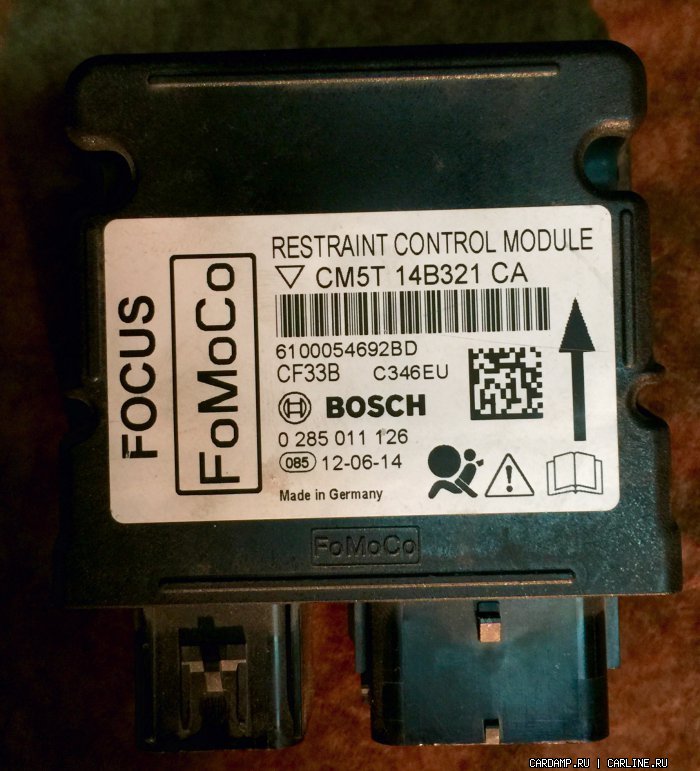 RESTRAINT CONTROL MODULE
CM5T 14B321 CA
6100054692BD
CF33B C346EU
BOSCH
0 285 011 126
085 12-06-14
Made in Germany
FOCUS
FoMoCo
FoMoCo
CARDAMP.RU | CARLINE.RU